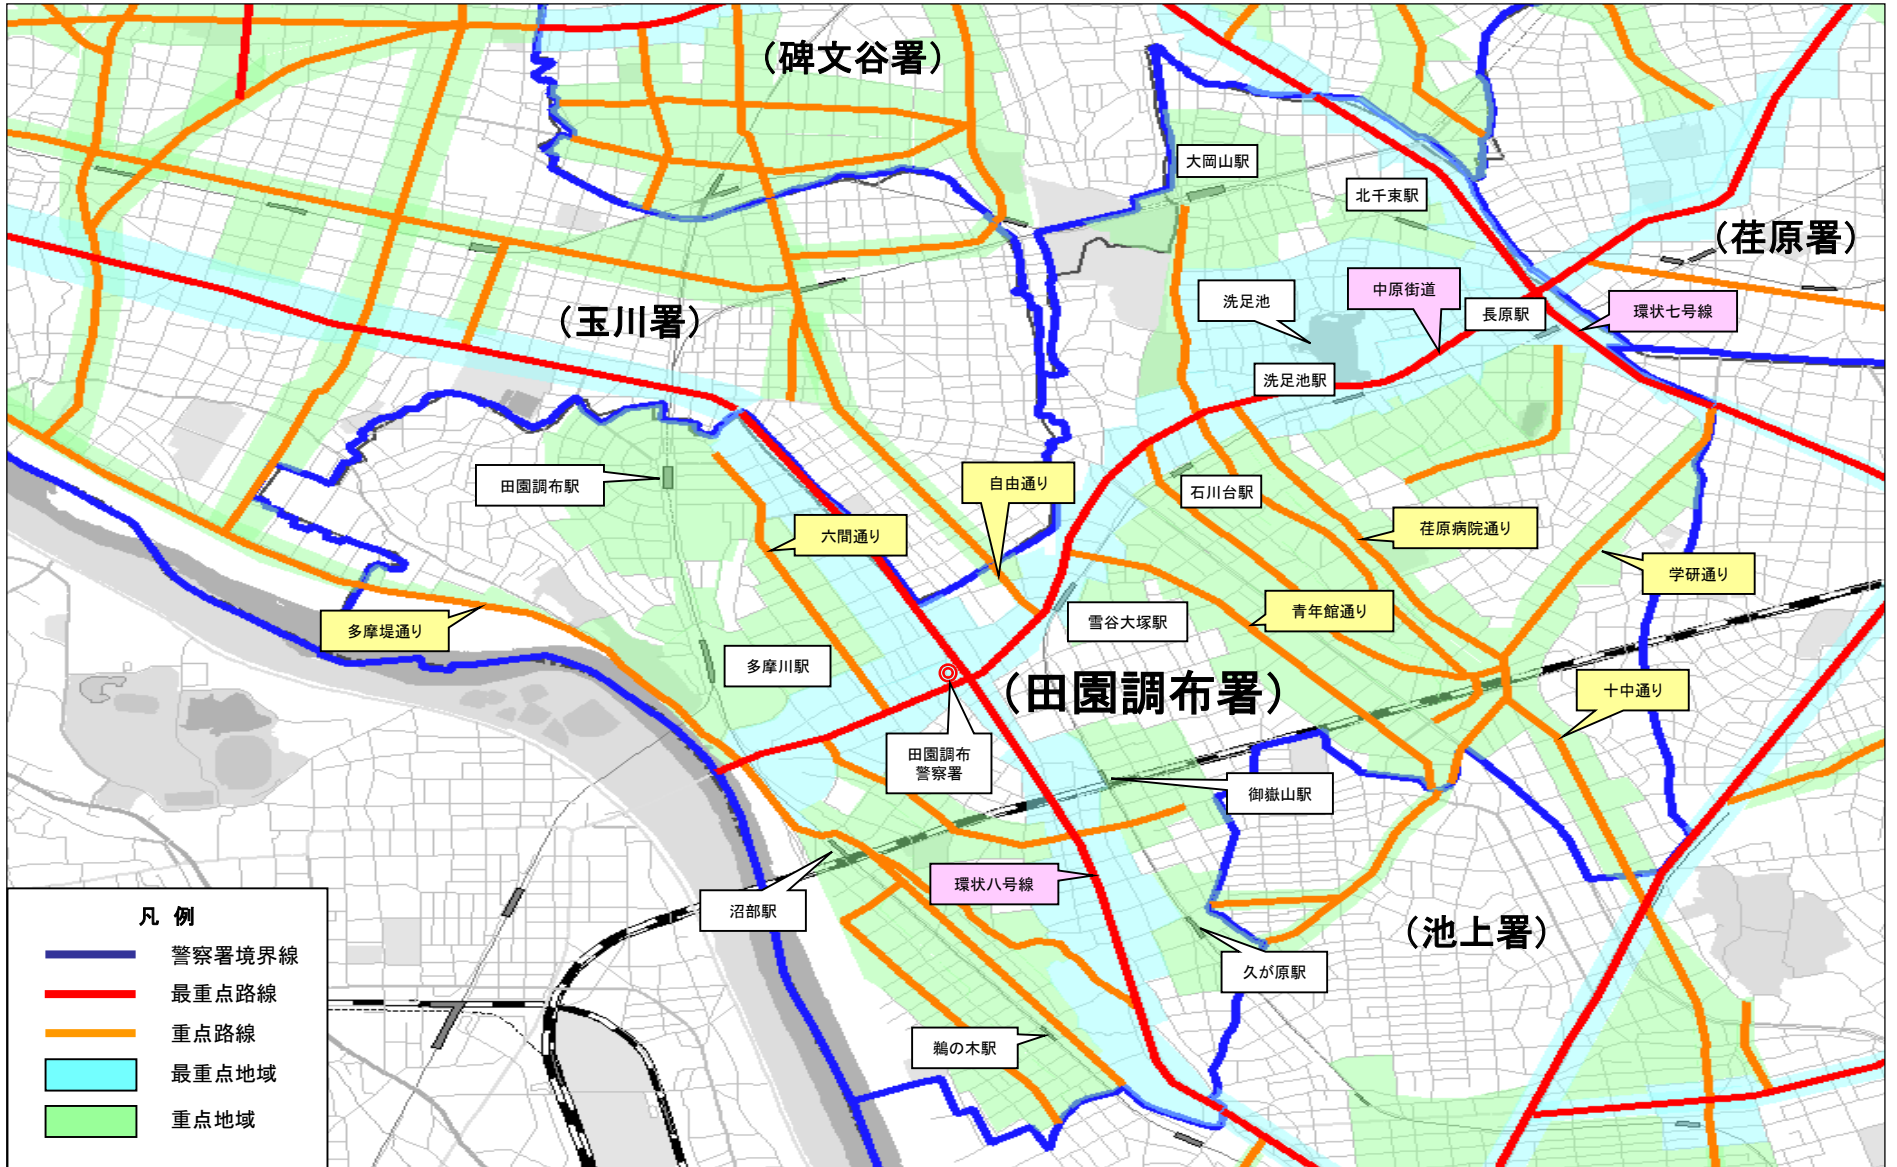 (碑文谷署)
大岡山駅
北千束駅
(荏原署)
(玉川署)
洗足池
中原街道
長原駅
環状七号線
洗足池駅
田園調布駅
自由通り
石川台駅
六間通り
荏原病院通り
学研通り
多摩堤通り
雪谷大塚駅
青年館通り
多摩川駅
(田園調布署)
十中通り
田園調布
警察署
御嶽山駅
環状八号線
沼部駅
(池上署)
久が原駅
鵜の木駅
凡 例
警察署境界線
最重点路線
重点路線
最重点地域
重点地域